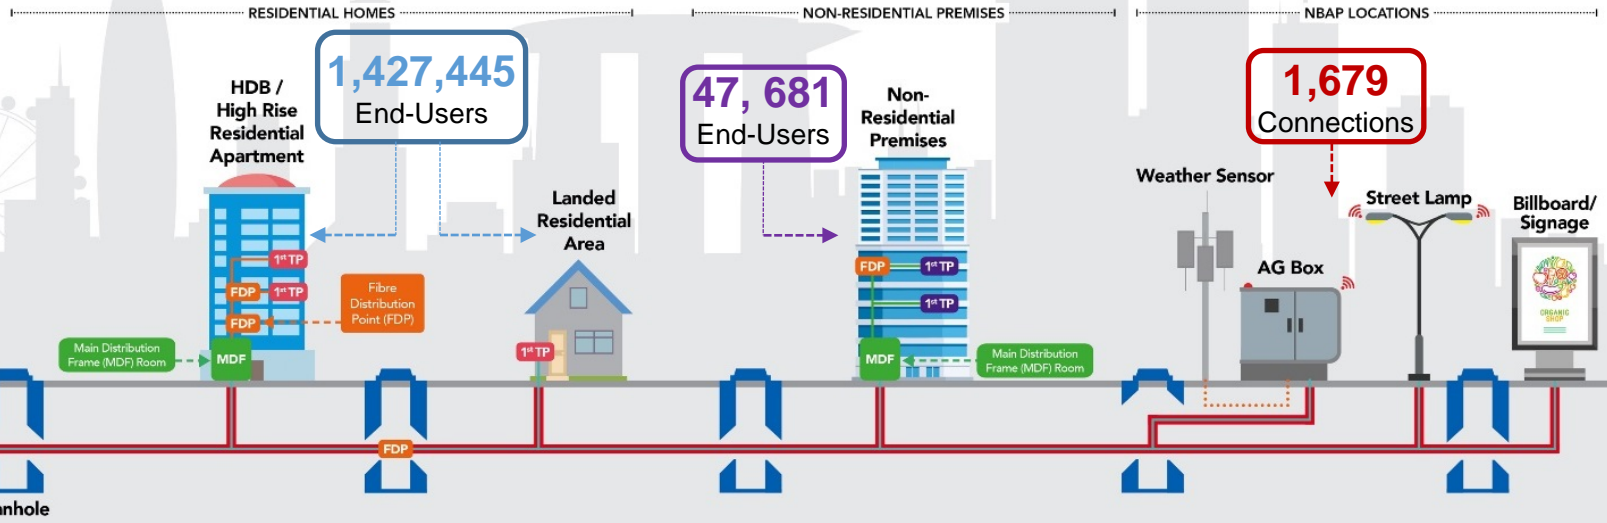 RESIDENTIAL HOMES
NON-RESIDENTIAL PREMISES
NBAP LOCATIONS
1,427,445
End-Users
47, 681
End-Users
1,679
Connections
HDB /
High Rise
Residential
Apartment
Landed
Residential
Area
Non-
Residential
Premises
Weather Sensor
AG Box
Street Lamp
Billboard/
Signage
1st TP
FDP
1st TP
FDP
Fibre
Distribution
Point (FDP)
Main Distribution
Frame (MDF) Room
MDF
1st TP
FDP
1st TP
1st TP
MDF
Main Distribution
Frame (MDF) Room
ORGANIC
SHOP
FDP
anhole